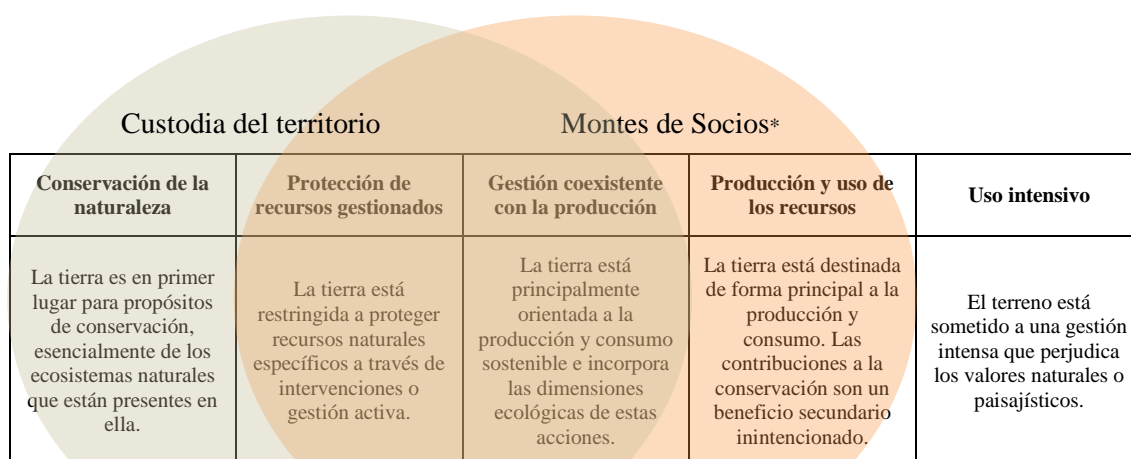 Custodia del territorio
Montes de Socios*
Conservación de la
naturaleza
Protección de
recursos gestionados
Gestión coexistente
con la producción
Producción y uso de
los recursos
Uso intensivo
La tierra es en primer
lugar para propósitos
de conservación,
esencialmente de los
ecosistemas naturales
que están presentes en
ella.
La tierra está
restringida a proteger
recursos naturales
específicos a través de
intervenciones o
gestión activa.
La tierra está
principalmente
orientada a la
producción y consumo
sostenible e incorpora
las dimensiones
ecológicas de estas
acciones.
La tierra está destinada
de forma principal a la
producción y
consumo. Las
contribuciones a la
conservación son un
beneficio secundario
inintencionado.
El terreno está
sometido a una gestión
intensa que perjudica
los valores naturales o
paisajísticos.